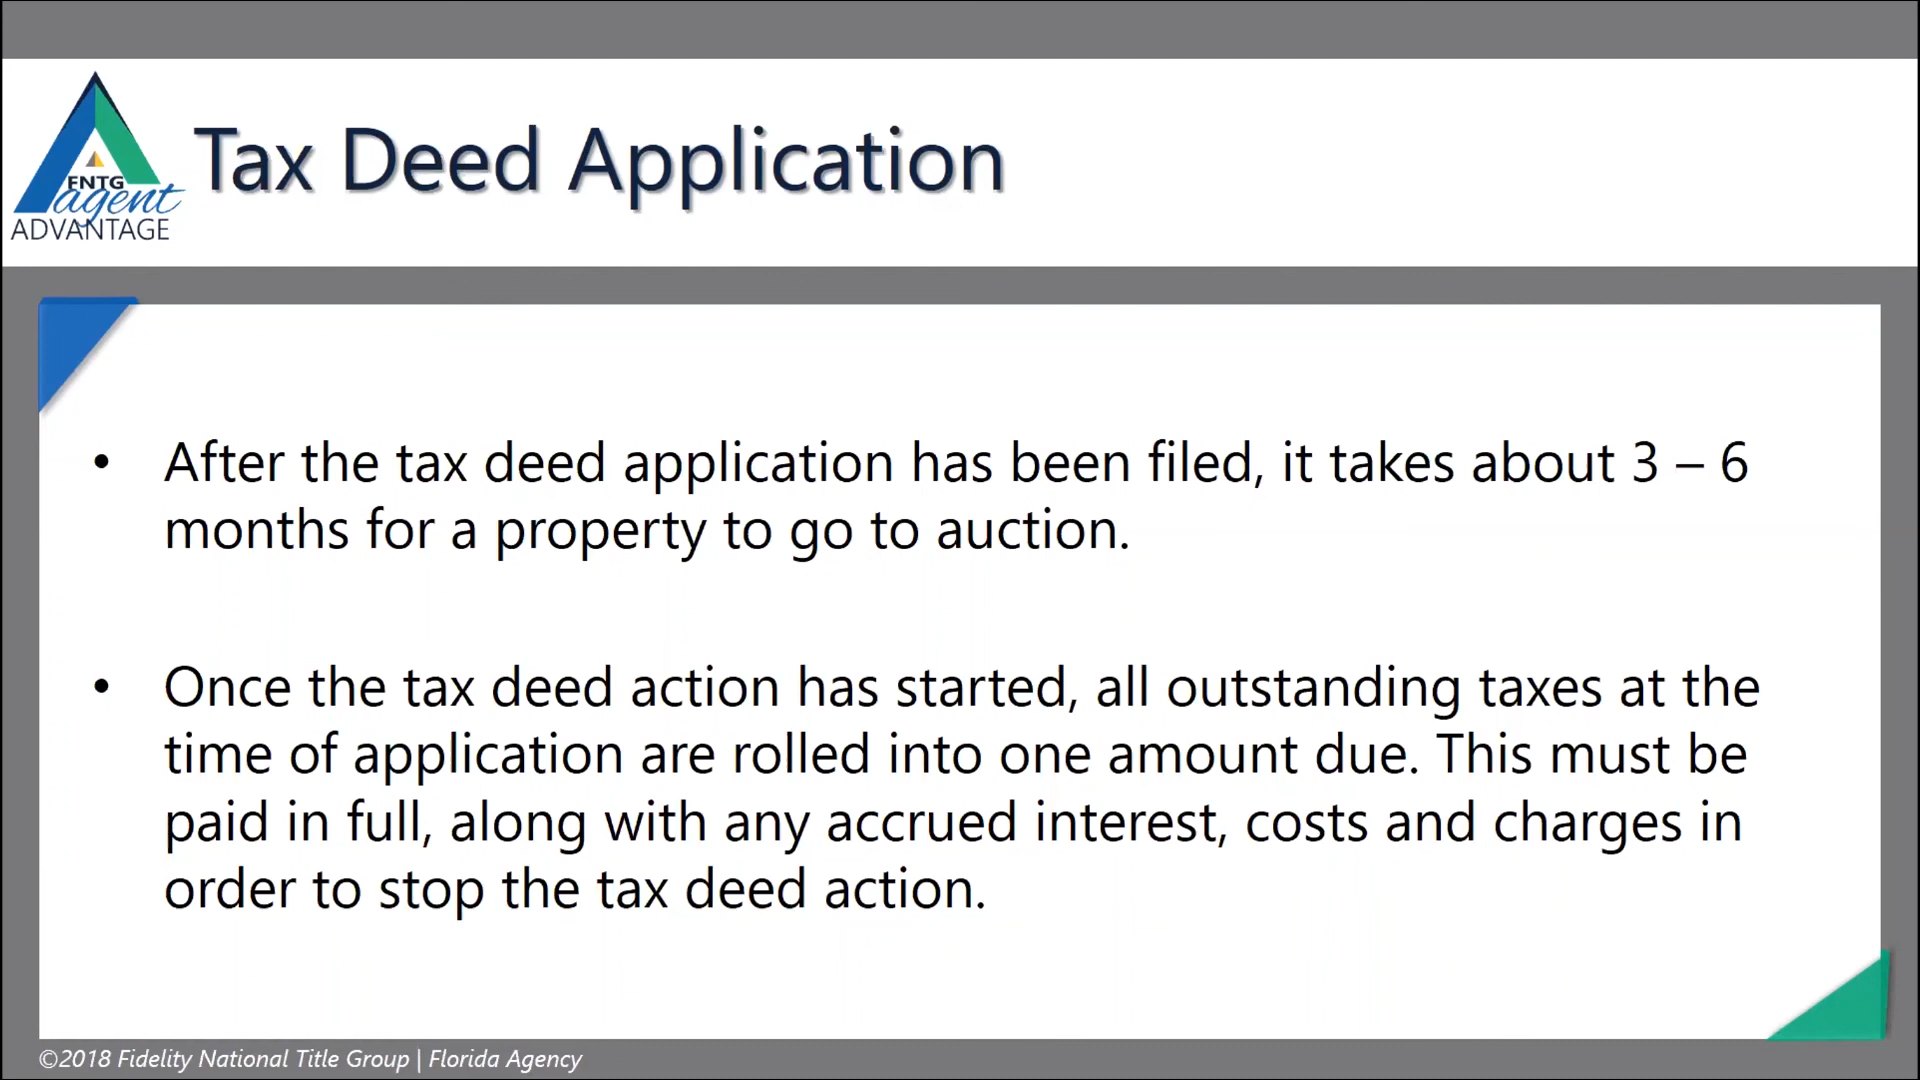 FNTG
agent
ADVANTAGE
Tax Deed Application
• After the tax deed application has been filed, it takes about 3 – 6
months for a property to go to auction.
• Once the tax deed action has started, all outstanding taxes at the
time of application are rolled into one amount due. This must be
paid in full, along with any accrued interest, costs and charges in
order to stop the tax deed action.
©2018 Fidelity National Title Group | Florida Agency